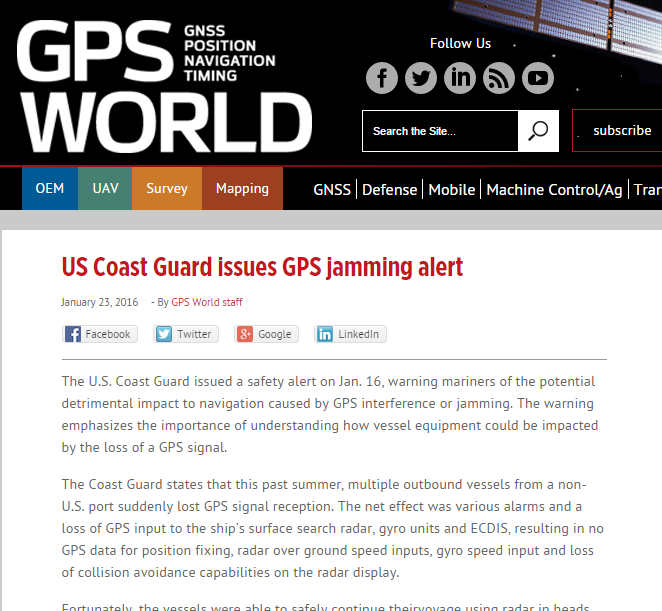 GPS
WORLD
GNSS
POSITION
NAVIGATION
TIMING
Follow Us
Search the Site...
subscribe
OEM
UAV
Survey
Mapping
GNSS
Defense
Mobile
Machine Control/Ag
Tran
US Coast Guard issues GPS jamming alert
January 23, 2016 - By GPS World staff
Facebook
Twitter
Google
LinkedIn
The U.S. Coast Guard issued a safety alert on Jan. 16, warning mariners of the potential
detrimental impact to navigation caused by GPS interference or jamming. The warning
emphasizes the importance of understanding how vessel equipment could be impacted
by the loss of a GPS signal.
The Coast Guard states that this past summer, multiple outbound vessels from a non-
U.S. port suddenly lost GPS signal reception. The net effect was various alarms and a
loss of GPS input to the ship's surface search radar, gyro units and ECDIS, resulting in no
GPS data for position fixing, radar over ground speed inputs, gyro speed input and loss
of collision avoidance capabilities on the radar display.
Fortunately, the vessels were able to safely continue theirvoyage using radar in heads